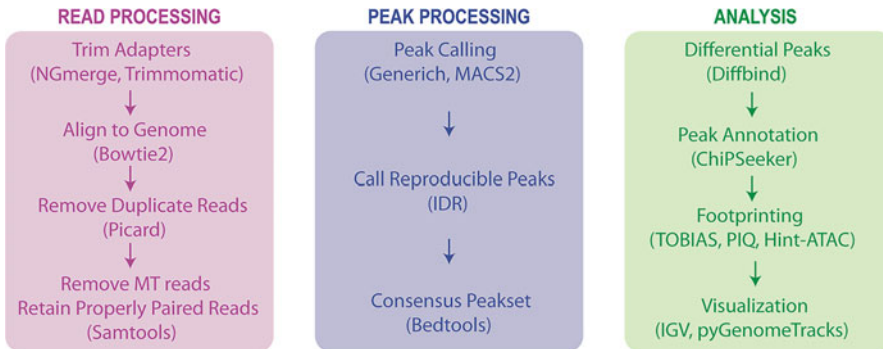 READ PROCESSING
Trim Adapters
(NGmerge, Trimmomatic)
Align to Genome
(Bowtie2)
Remove Duplicate Reads
(Picard)
Remove MT reads
Retain Properly Paired Reads
(Samtools)
PEAK PROCESSING
Peak Calling
(Generich, MACS2)
Call Reproducible Peaks
(IDR)
Consensus Peakset
(Bedtools)
ANALYSIS
Differential Peaks
(Diffbind)
Peak Annotation
(ChiPSeeker)
Footprinting
(TOBIAS, PIQ, Hint-ATAC)
Visualization
(IGV, pyGenomeTracks)